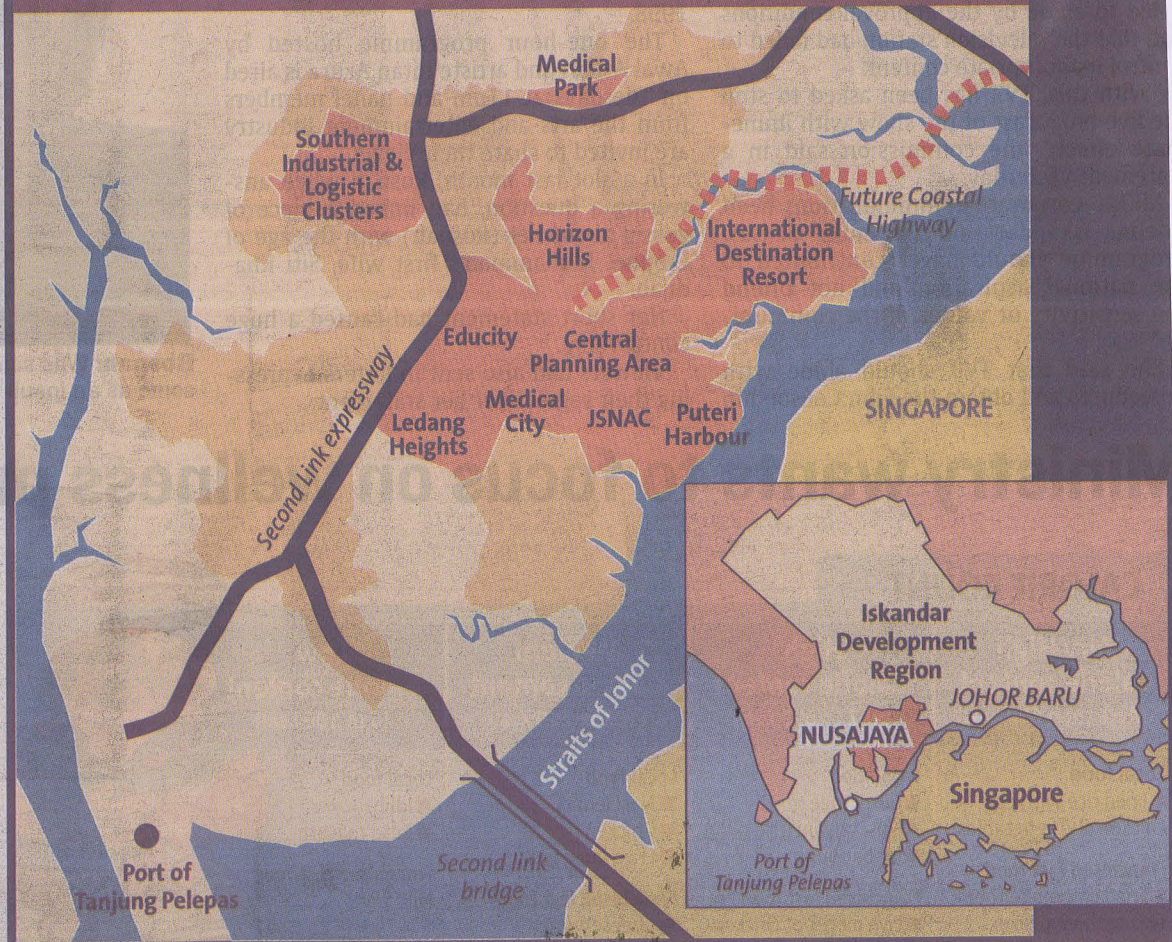 Medical
Park
Southern
Industrial &
Logistic
Clusters
Future Coastal
Highway
Horizon
Hills
International
Destination
Resort
Educity
Central
Planning Area
Medical
City
JSNAC
Puteri
Harbour
Ledang
Heights
SINGAPORE
Second Link expressway
Straits of Johor
Second link
bridge
Port of
Tanjung Pelepas
Iskandar
Development
Region
JOHOR BARU
NUSAJAYA
Singapore
Port of
Tanjung Pelepas